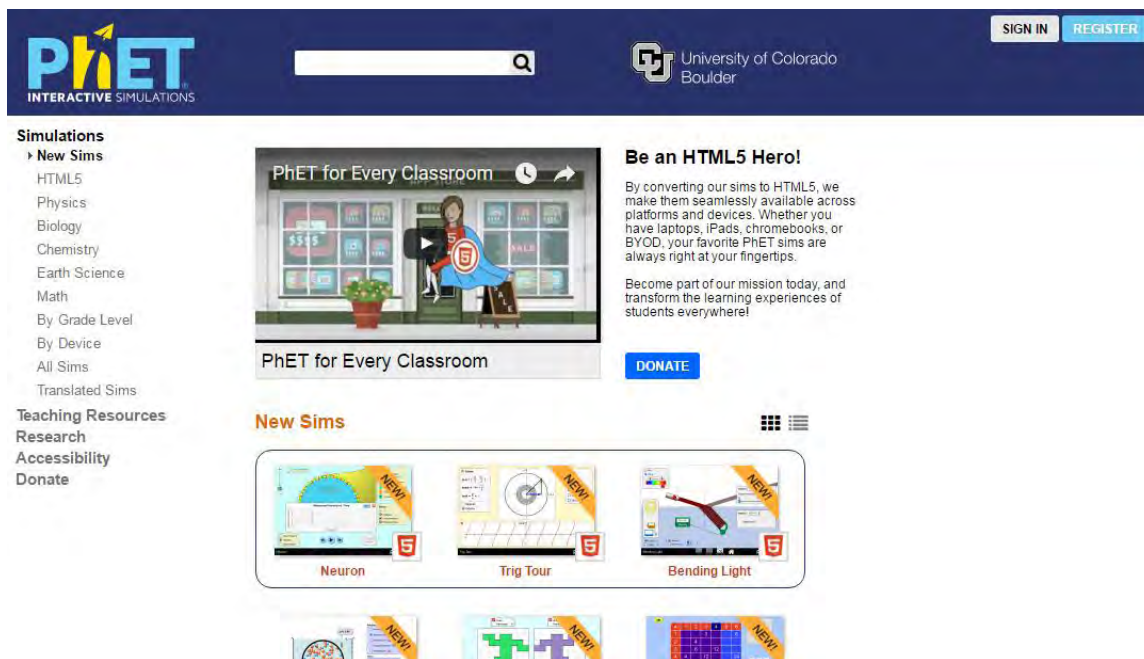 SIGN IN REGISTER
PhET
INTERACTIVE SIMULATIONS
University of Colorado
Boulder
Simulations
New Sims
HTML5
Physics
Biology
Chemistry
Earth Science
Math
By Grade Level
By Device
All Sims
Translated Sims
Teaching Resources
Research
Accessibility
Donate
PhET for Every Classroom
SALE
PhET for Every Classroom
Be an HTML5 Hero!
By converting our sims to HTML5, we
make them seamlessly available across
platforms and devices. Whether you
have laptops, iPads, chromebooks, or
BYOD, your favorite PhET sims are
always right at your fingertips.
Become part of our mission today, and
transform the learning experiences of
students everywhere!
DONATE
New Sims
NEW! NEW! NEW!
Neuron Trig Tour Bending Light
NEW! NEW! NEW!